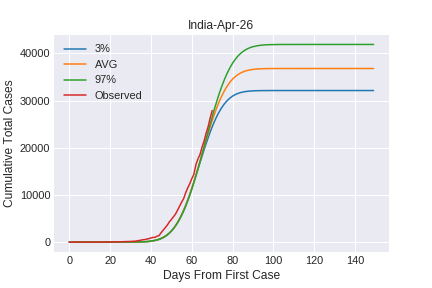 India-Apr-26
3%
AVG
97%
Observed
Cumulative Total Cases
40000
30000
20000
10000
0
0 20 40 60 80 100 120 140
Days From First Case